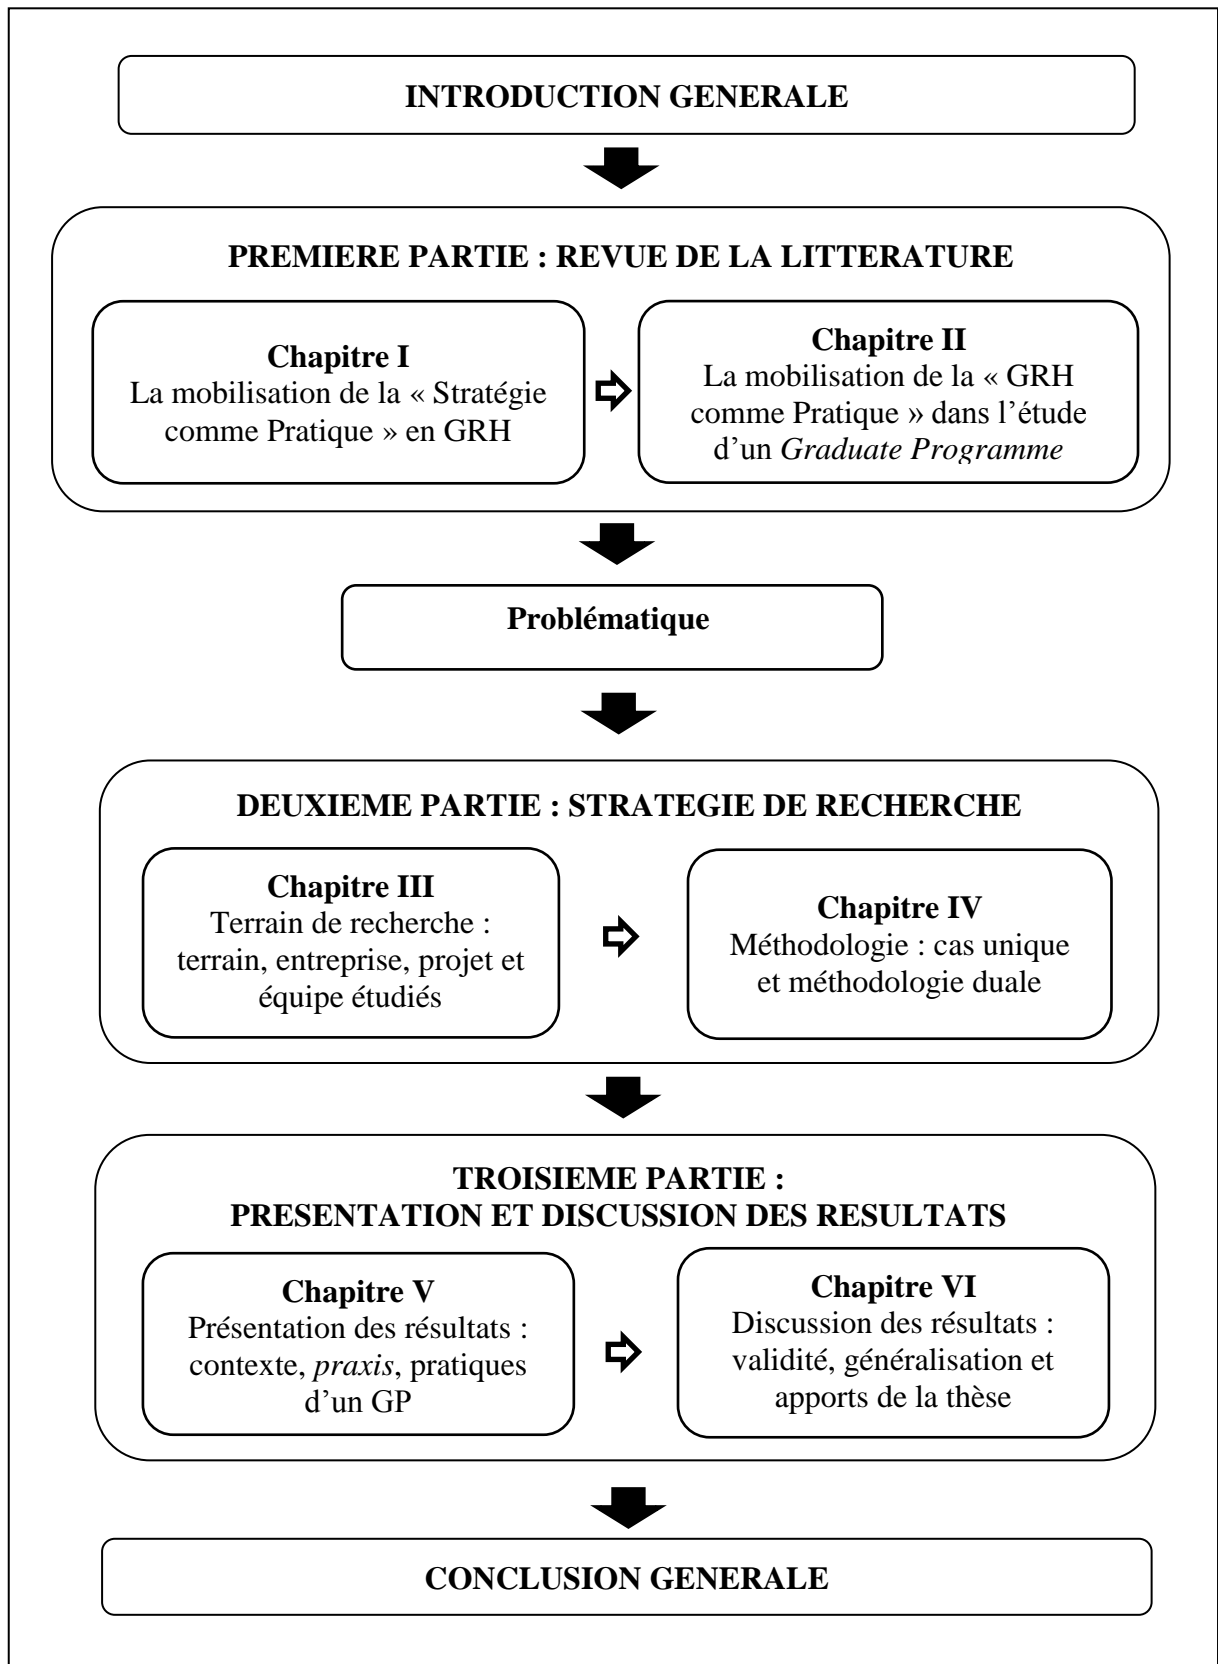 INTRODUCTION GENERALE
PREMIERE PARTIE : REVUE DE LA LITTERATURE
Chapitre I
La mobilisation de la « Stratégie
comme Pratique » en GRH
Chapitre II
La mobilisation de la « GRH
comme Pratique » dans l’étude
d’un Graduate Programme
Problématique
DEUXIEME PARTIE : STRATEGIE DE RECHERCHE
Chapitre III
Terrain de recherche :
terrain, entreprise, projet et
équipe étudiés
Chapitre IV
Méthodologie : cas unique
et méthodologie duale
TROISIEME PARTIE :
PRESENTATION ET DISCUSSION DES RESULTATS
Chapitre V
Présentation des résultats :
contexte, praxis, pratiques
d’un GP
Chapitre VI
Discussion des résultats :
validité, généralisation et
apports de la thèse
CONCLUSION GENERALE